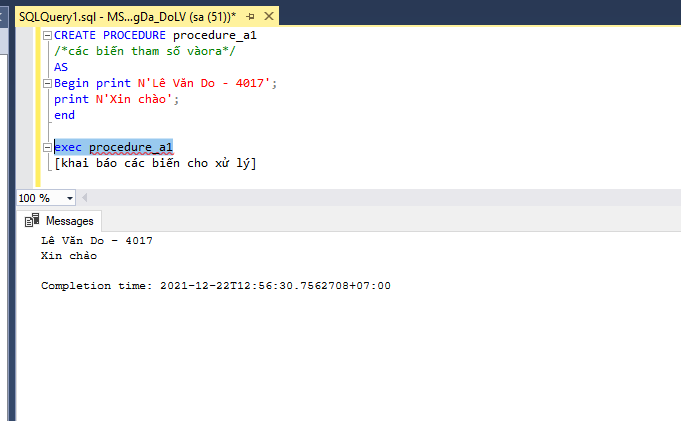 SQLQuery1.sql - MS...gDa_DoLV (sa (51))*
CREATE PROCEDURE procedure_a1
/*các biến tham số vàora*/
AS
Begin print N'Lê Văn Do - 4017';
print N'Xin chào';
end
exec procedure_a1
[khai báo các biến cho xử lý]
100 %
Messages
Lê Văn Do - 4017
Xin chào
Completion time: 2021-12-22T12:56:30.7562708+07:00